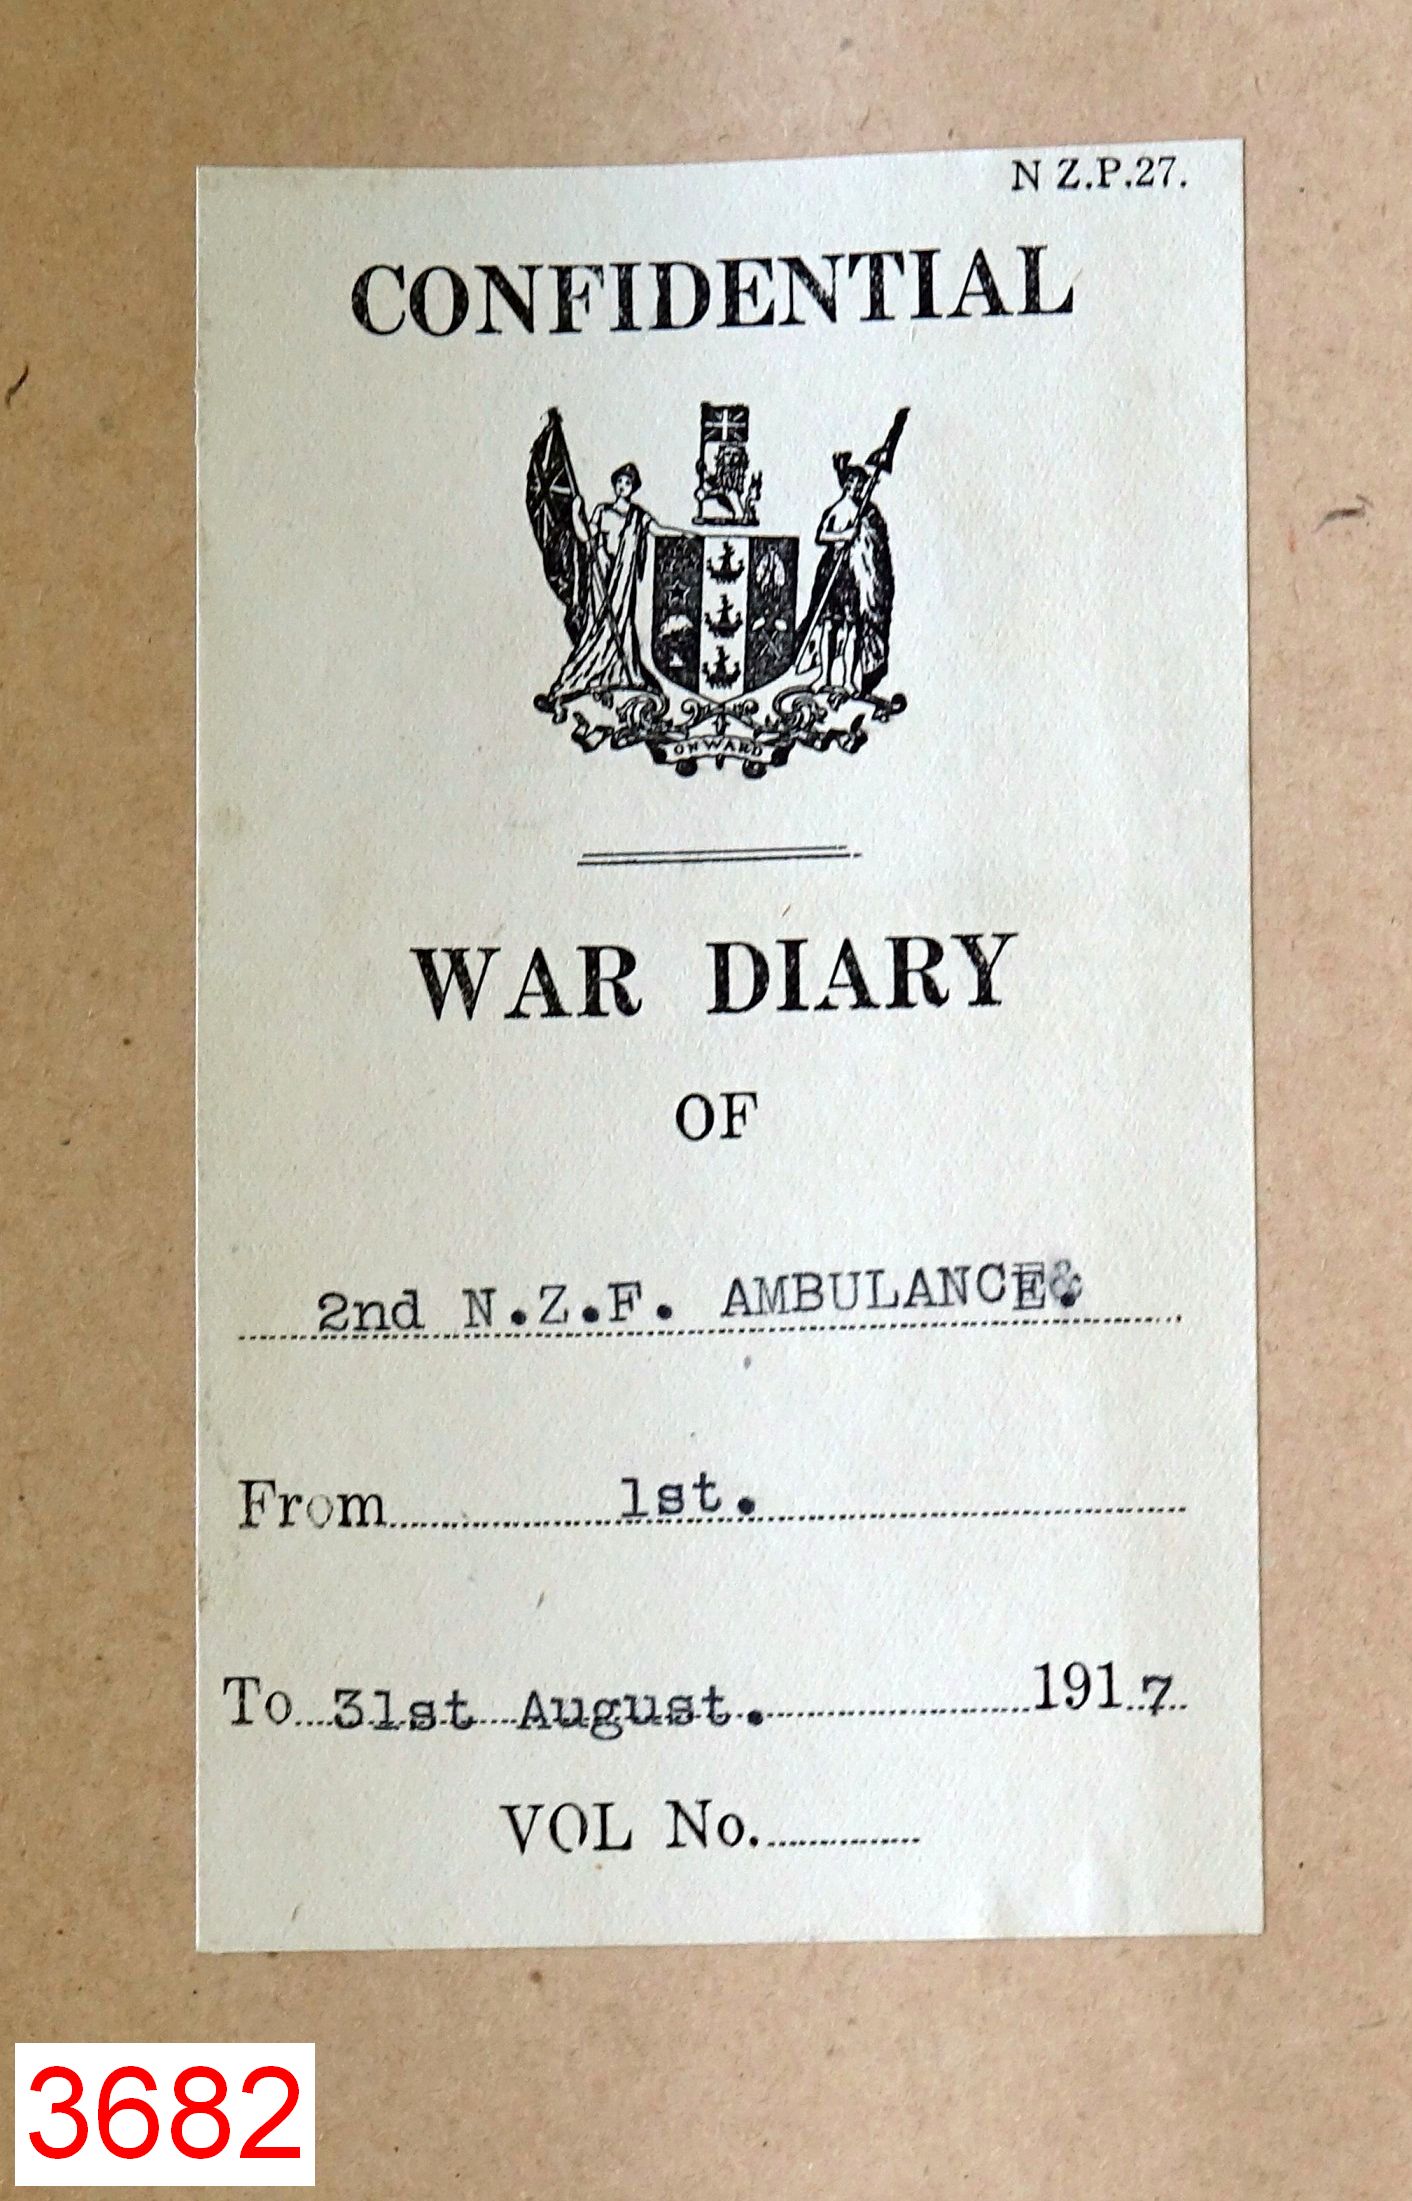 N Z.P.27.
CONFIDENTIAL
ONWARD
WAR DIARY
OF
2nd N.Z.F. AMBULANCE.
From 1st.
To 31st August. 1917
VOL No.
3682